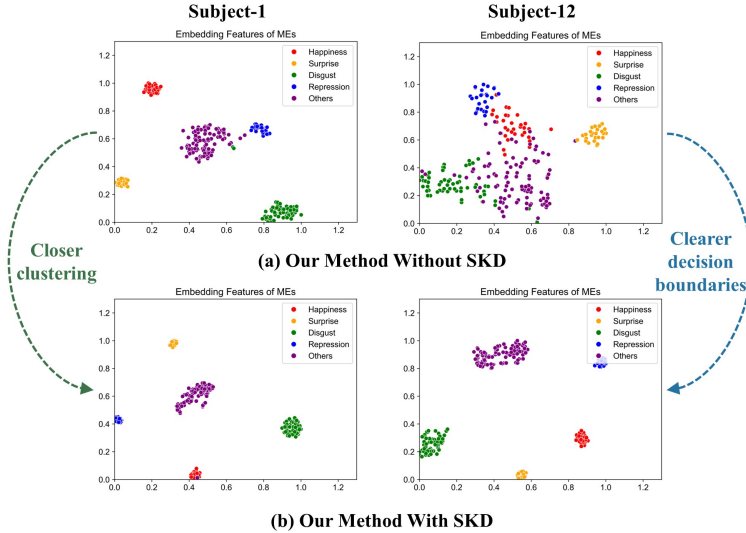 Subject-1
Subject-12
Embedding Features of MEs
Happiness
Surprise
Disgust
Repression
Others
1.2
1.0
0.8
0.6
0.4
0.2
0.0
0.0 0.2 0.4 0.6 0.8 1.0 1.2
Embedding Features of MEs
Happiness
Surprise
Disgust
Repression
Others
1.2
1.0
0.8
0.6
0.4
0.2
0.0
0.0 0.2 0.4 0.6 0.8 1.0 1.2
Closer
clustering
(a) Our Method Without SKD
Clearer
decision
boundaries
Embedding Features of MEs
Happiness
Surprise
Disgust
Repression
Others
1.2
1.0
0.8
0.6
0.4
0.2
0.0
0.0 0.2 0.4 0.6 0.8 1.0 1.2
Embedding Features of MEs
Happiness
Surprise
Disgust
Repression
Others
1.2
1.0
0.8
0.6
0.4
0.2
0.0
0.0 0.2 0.4 0.6 0.8 1.0 1.2
(b) Our Method With SKD